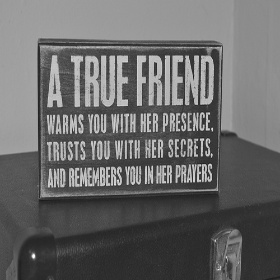 A TRUE FRIEND
WARMS YOU WITH HER PRESENCE,
TRUSTS YOU WITH HER SECRETS,
AND REMEMBERS YOU IN HER PRAYERS